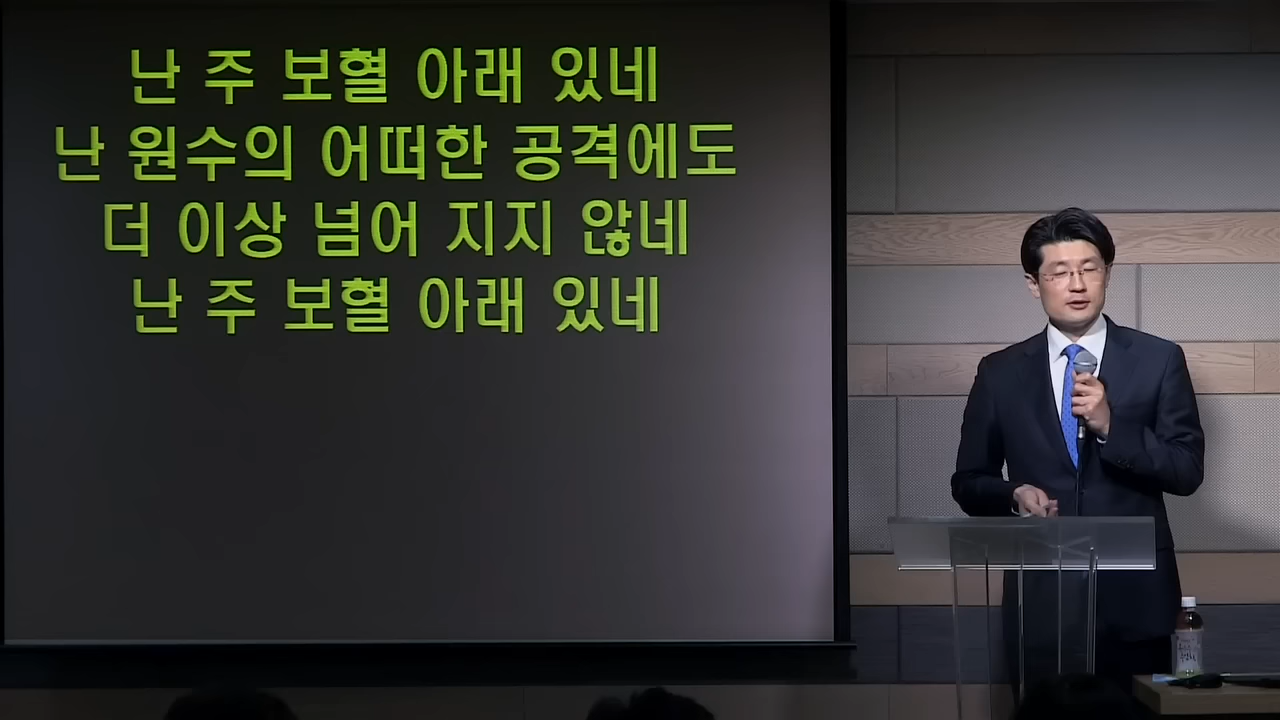 난 주 보혈 아래 있네
난 원수의 어떠한 공격에도
더 이상 넘어 지지 않네
난 주 보혈 아래 있네